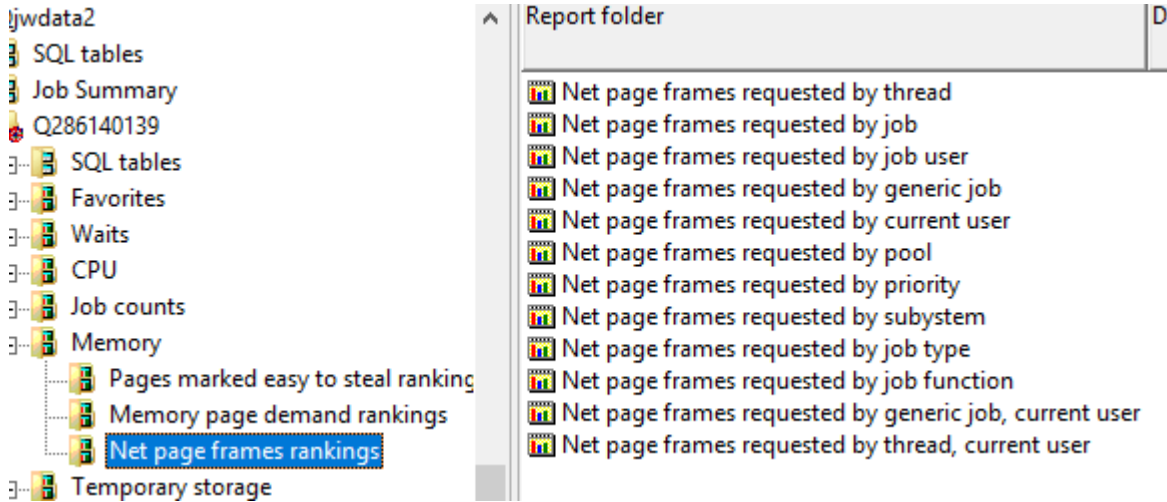 jwdata2
SQL tables
Job Summary
Q286140139
SQL tables
Favorites
Waits
CPU
Job counts
Memory
Pages marked easy to steal ranking
Memory page demand rankings
Net page frames rankings
Temporary storage
Report folder
D
Net page frames requested by thread
Net page frames requested by job
Net page frames requested by job user
Net page frames requested by generic job
Net page frames requested by current user
Net page frames requested by pool
Net page frames requested by priority
Net page frames requested by subystem
Net page frames requested by job type
Net page frames requested by job function
Net page frames requested by generic job, current user
Net page frames requested by thread, current user